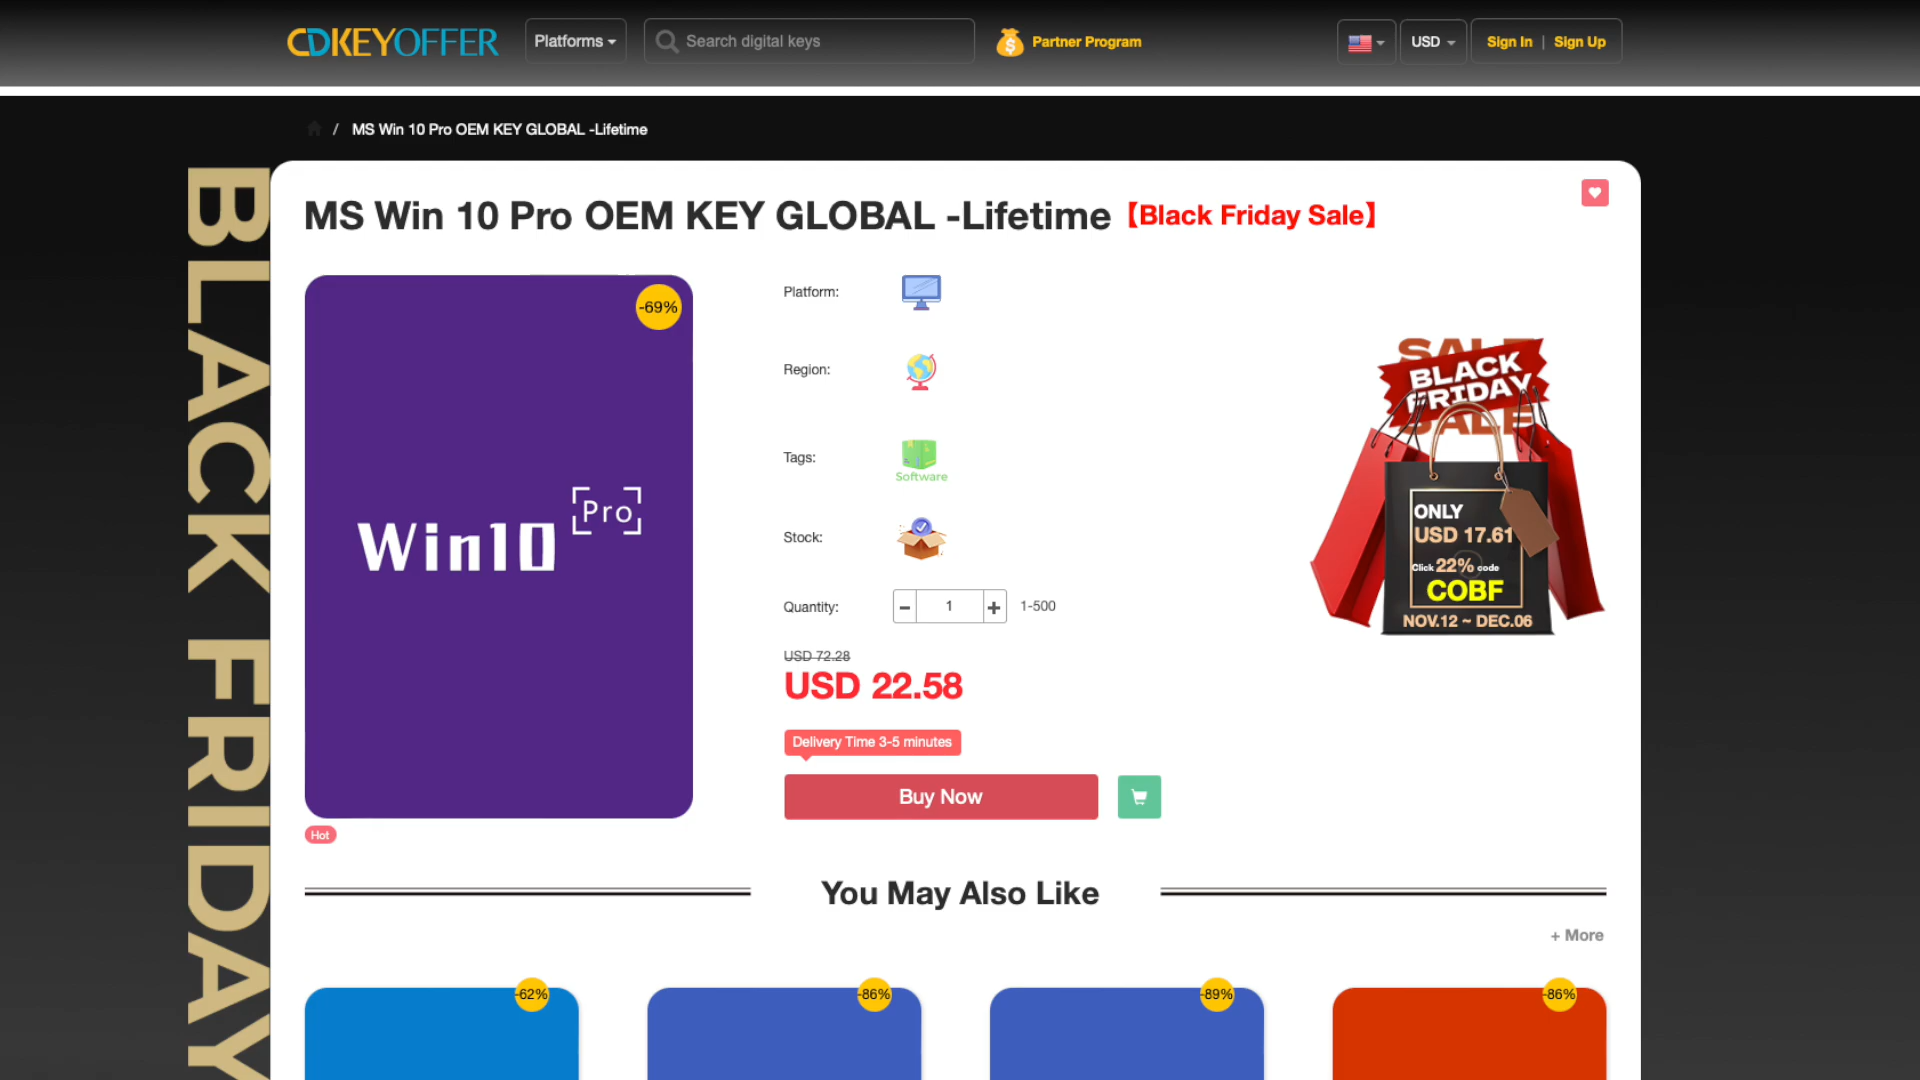 CDKEYOFFER
Platforms
Search digital keys
Partner Program
USD
Sign In | Sign Up
/ MS Win 10 Pro OEM KEY GLOBAL -Lifetime
BLACK FRIDAY
MS Win 10 Pro OEM KEY GLOBAL -Lifetime 【Black Friday Sale】
-69%
Win10 [Pro]
Hot
Platform:
Region:
Tags:
Software
Stock:
Quantity:
1
1-500
USD 72.28
USD 22.58
Delivery Time 3-5 minutes
Buy Now
SALE
BLACK
FRIDAY
SALE
ONLY
USD 17.61
Click 22% code
COBF
NOV.12 ~ DEC.06
You May Also Like
+ More
-62%
-86%
-89%
-86%